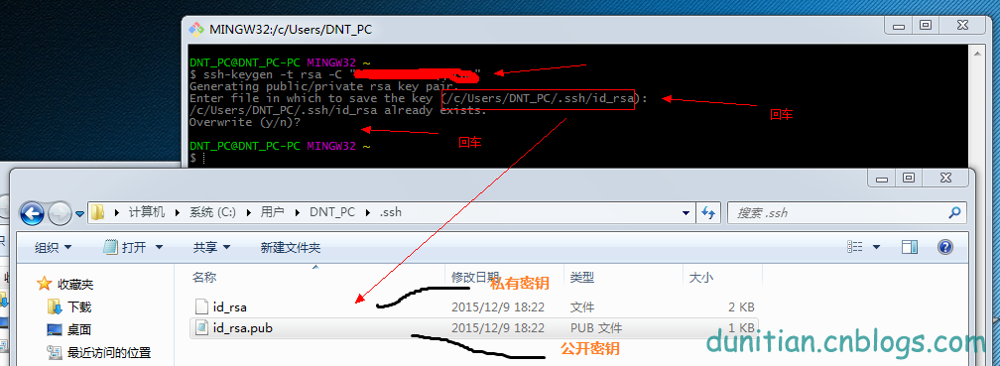 MINGW32:/c/Users/DNT_PC
DNT_PC@DNT_PC-PC MINGW32 ~
$ ssh-keygen -t rsa -C "
"
Generating public/private rsa key pair.
Enter file in which to save the key (/c/Users/DNT_PC/.ssh/id_rsa):
回车
/c/Users/DNT_PC/.ssh/id_rsa already exists.
Overwrite (y/n)?
回车
DNT_PC@DNT_PC-PC MINGW32 ~
$
计算机 系统 (C:) 用户 DNT_PC .ssh
搜索 .ssh
组织 打开 共享 新建文件夹
收藏夹
下载
桌面
最近访问的位置
名称 修改日期 类型 大小
私有密钥
id_rsa 2015/12/9 18:22 文件 2 KB
id_rsa.pub 2015/12/9 18:22 PUB 文件 1 KB
公开密钥
dunitian.cnblogs.com